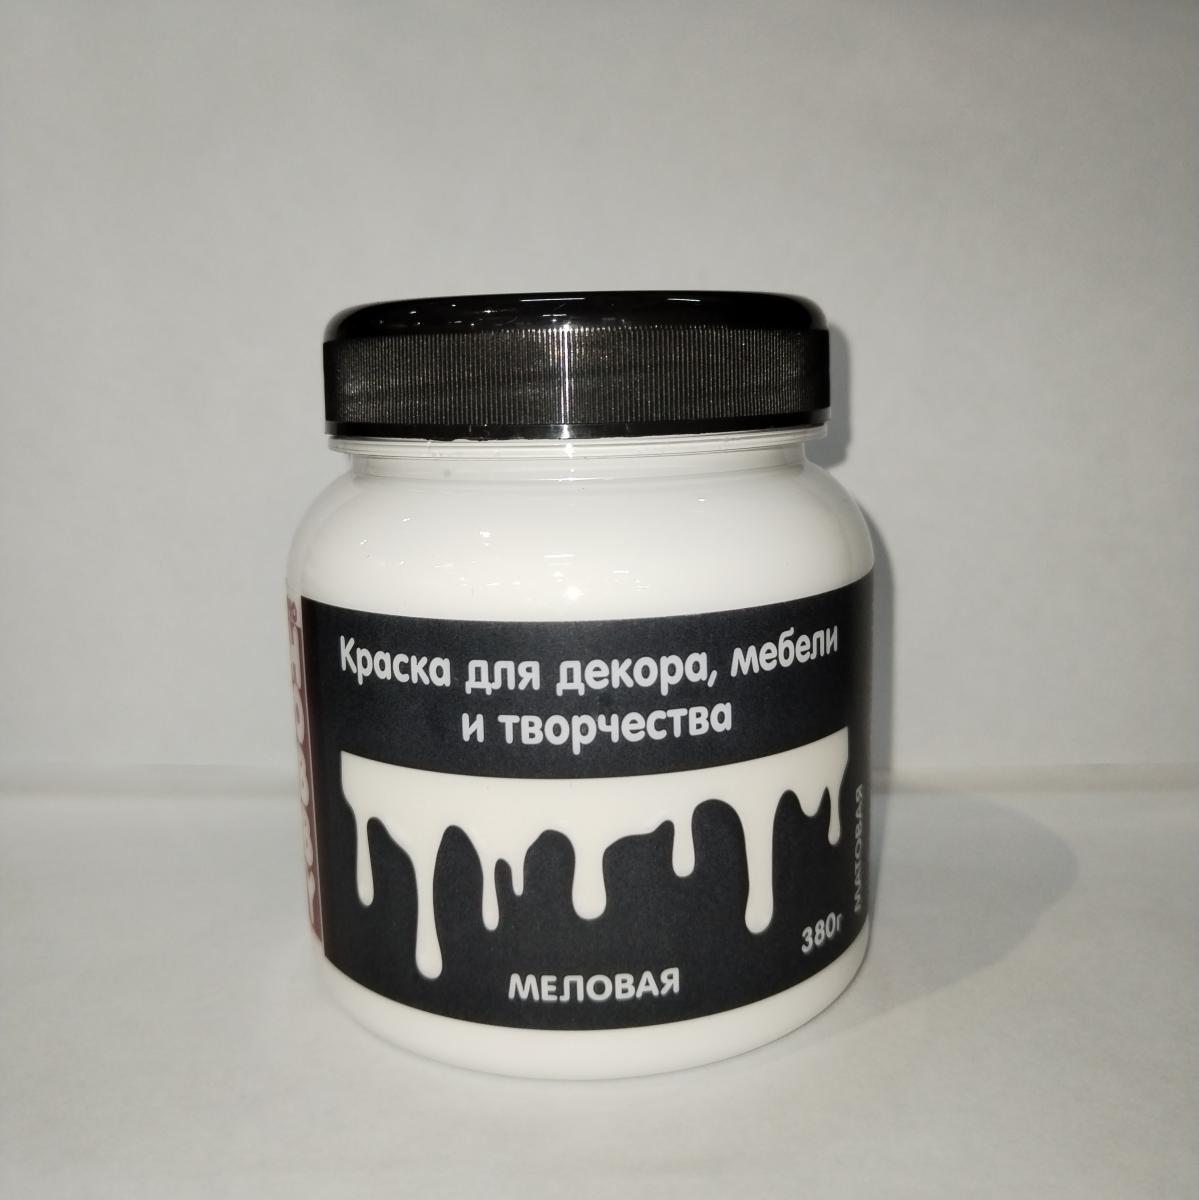 Краска для декора, мебели
и творчества
МЕЛОВАЯ
380г
МАТОВАЯ